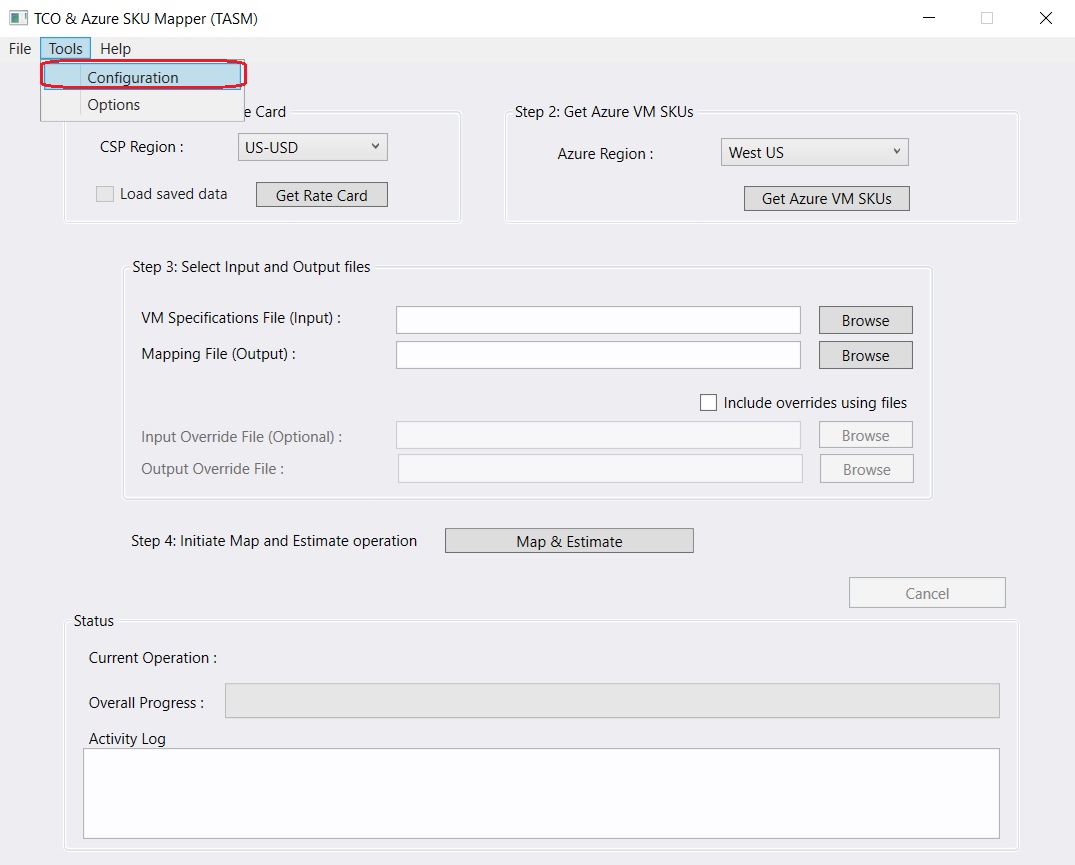 TCO & Azure SKU Mapper (TASM)
File Tools Help
Configuration
Options
e Card
CSP Region :
US-USD
Load saved data
Get Rate Card
Step 2: Get Azure VM SKUs
Azure Region :
West US
Get Azure VM SKUs
Step 3: Select Input and Output files
VM Specifications File (Input) :
Browse
Mapping File (Output) :
Browse
Include overrides using files
Input Override File (Optional) :
Browse
Output Override File :
Browse
Step 4: Initiate Map and Estimate operation
Map & Estimate
Cancel
Status
Current Operation :
Overall Progress :
Activity Log